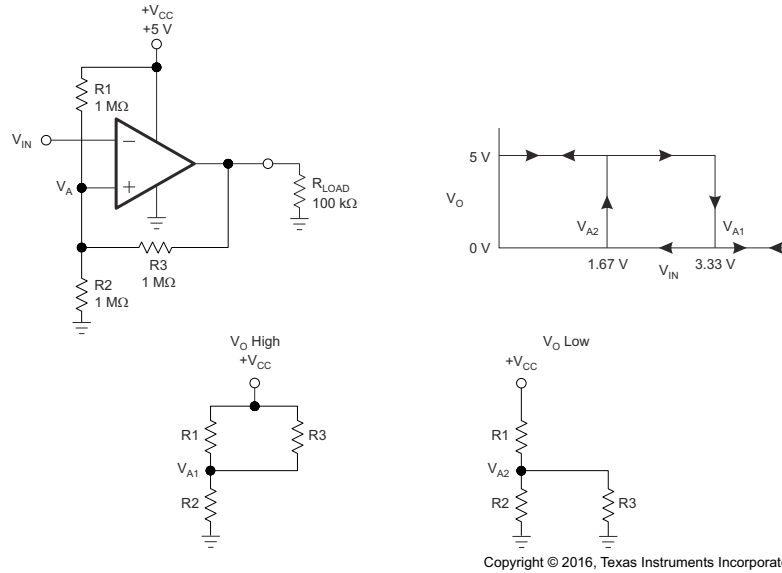 +VCC
+5 V
R1
1 MΩ
VIN
VA
RLOAD
100 kΩ
R3
1 MΩ
R2
1 MΩ
5 V
VO
VA2
VA1
0 V
1.67 V
VIN
3.33 V
VO High
+VCC
R1
R3
VA1
R2
VO Low
+VCC
R1
VA2
R2
R3
Copyright © 2016, Texas Instruments